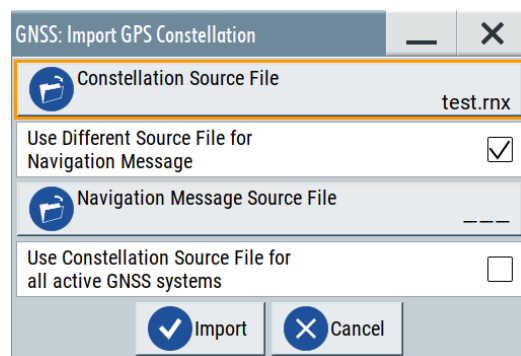 GNSS: Import GPS Constellation
Constellation Source File
test.rnx
Use Different Source File for
Navigation Message
Navigation Message Source File
___
Use Constellation Source File for
all active GNSS systems
Import
Cancel